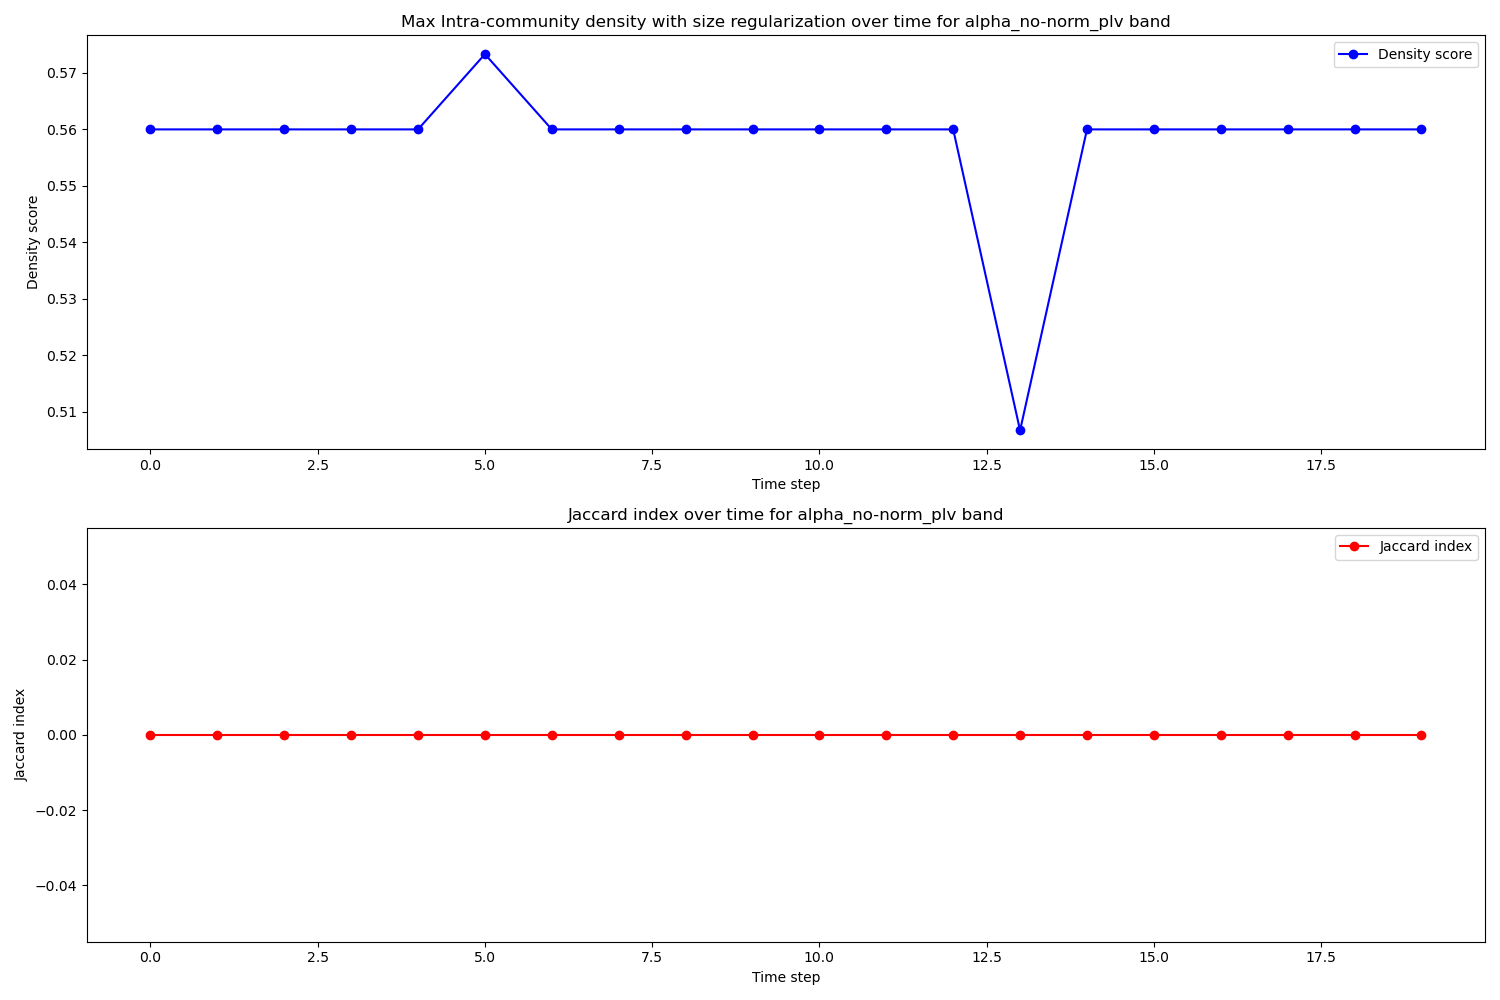 Max Intra-community density with size regularization over time for alpha_no-norm_plv band
Density score
0.57
0.56
0.55
0.54
0.53
0.52
0.51
Density score
0.0 2.5 5.0 7.5 10.0 12.5 15.0 17.5
Time step
Jaccard index over time for alpha_no-norm_plv band
Jaccard index
0.04
0.02
0.00
−0.02
−0.04
Jaccard index
0.0 2.5 5.0 7.5 10.0 12.5 15.0 17.5
Time step